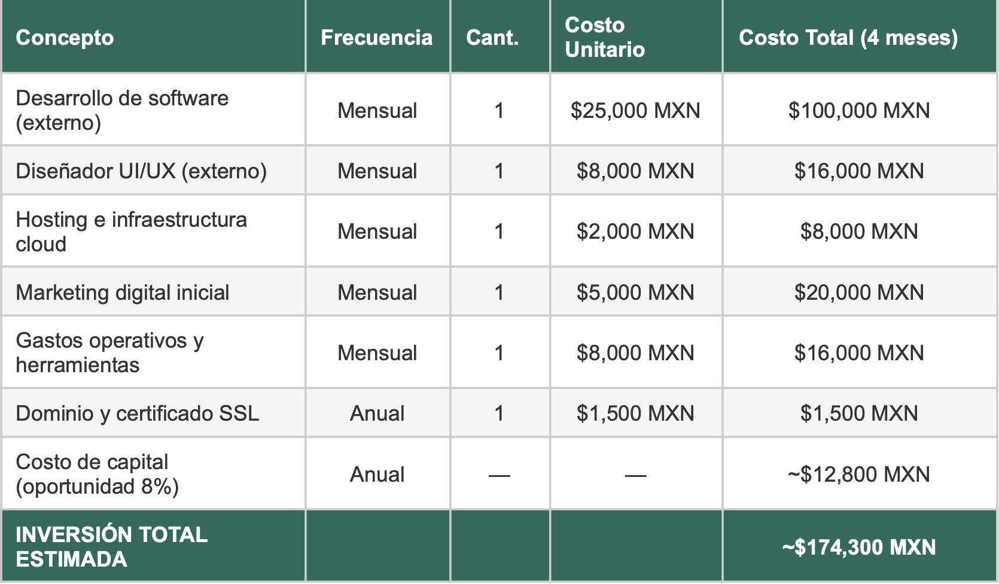 Concepto Frecuencia Cant. Costo Unitario Costo Total (4 meses)
Desarrollo de software (externo) Mensual 1 $25,000 MXN $100,000 MXN
Diseñador UI/UX (externo) Mensual 1 $8,000 MXN $16,000 MXN
Hosting e infraestructura cloud Mensual 1 $2,000 MXN $8,000 MXN
Marketing digital inicial Mensual 1 $5,000 MXN $20,000 MXN
Gastos operativos y herramientas Mensual 1 $8,000 MXN $16,000 MXN
Dominio y certificado SSL Anual 1 $1,500 MXN $1,500 MXN
Costo de capital (oportunidad 8%) Anual — — ~$12,800 MXN
INVERSIÓN TOTAL ESTIMADA ~$174,300 MXN